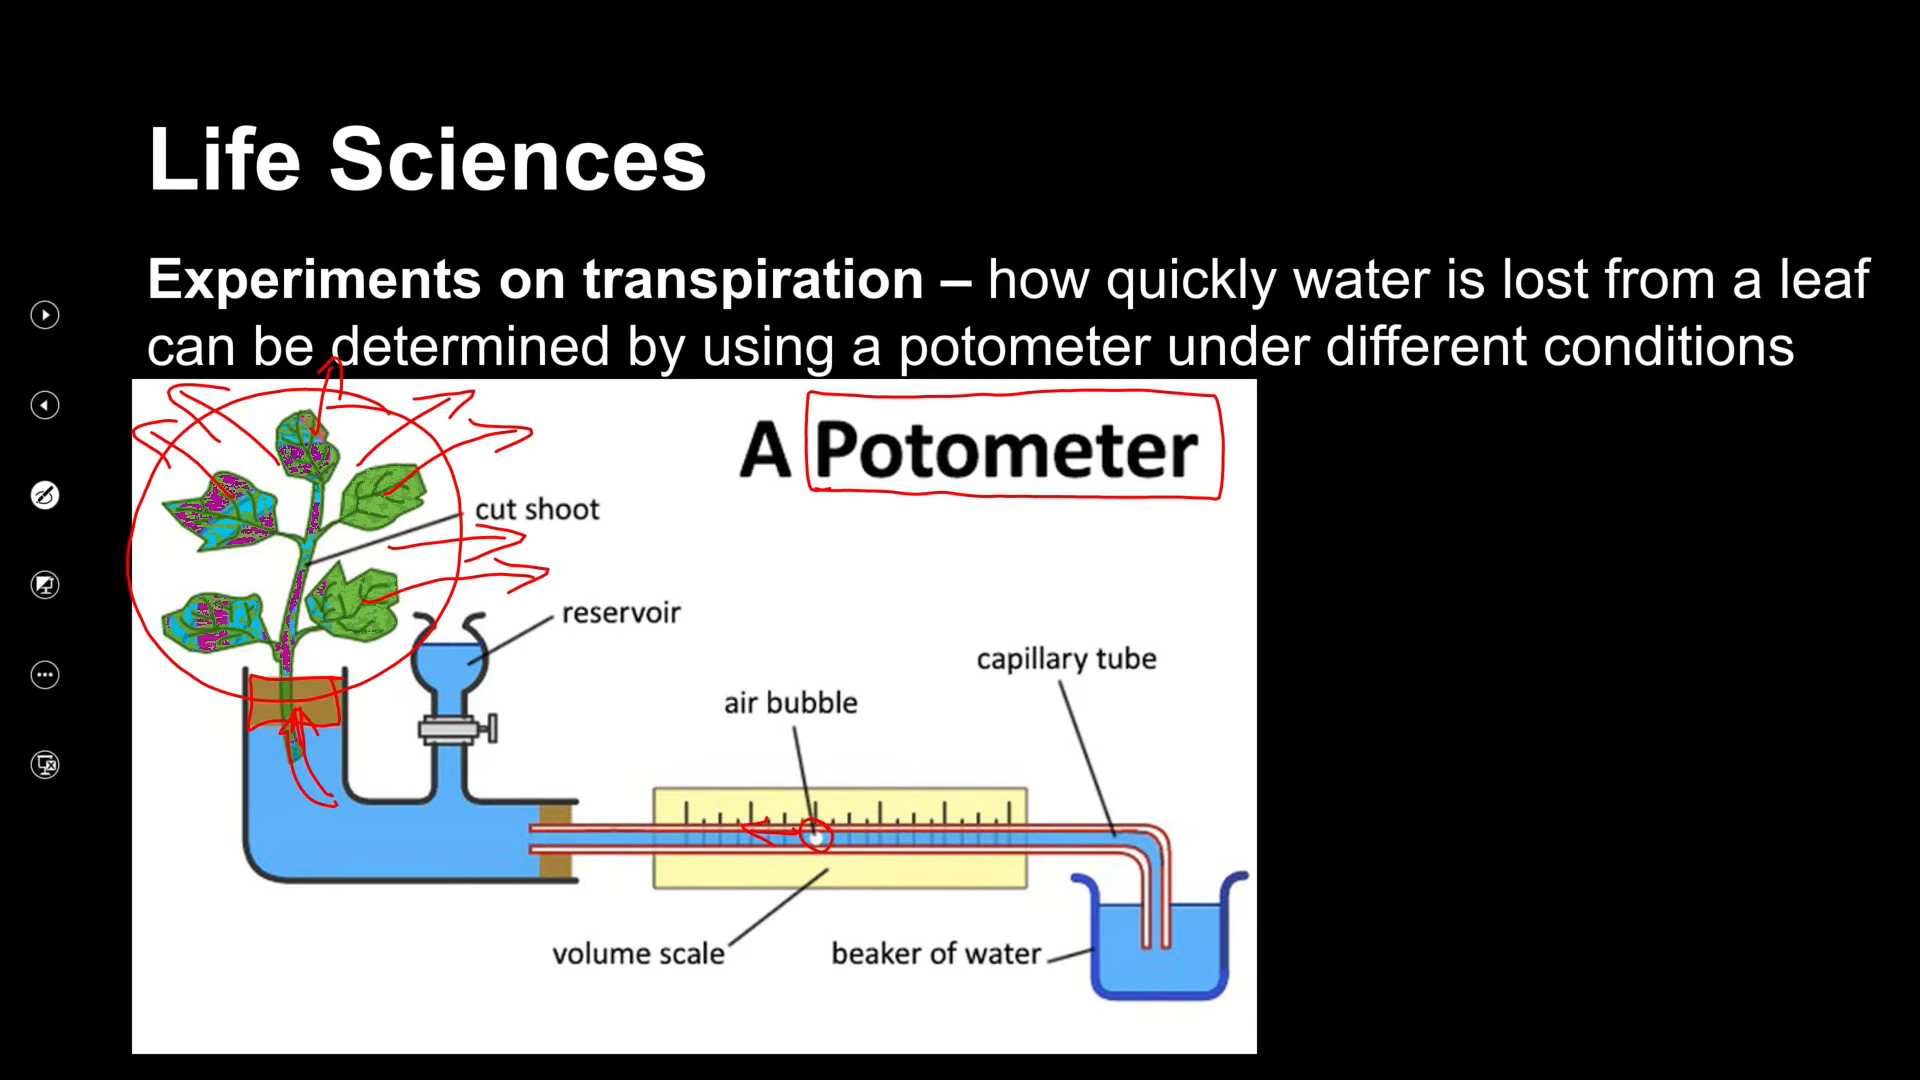 Life Sciences
Experiments on transpiration – how quickly water is lost from a leaf
can be determined by using a potometer under different conditions
A Potometer
cut shoot
reservoir
capillary tube
air bubble
volume scale
beaker of water